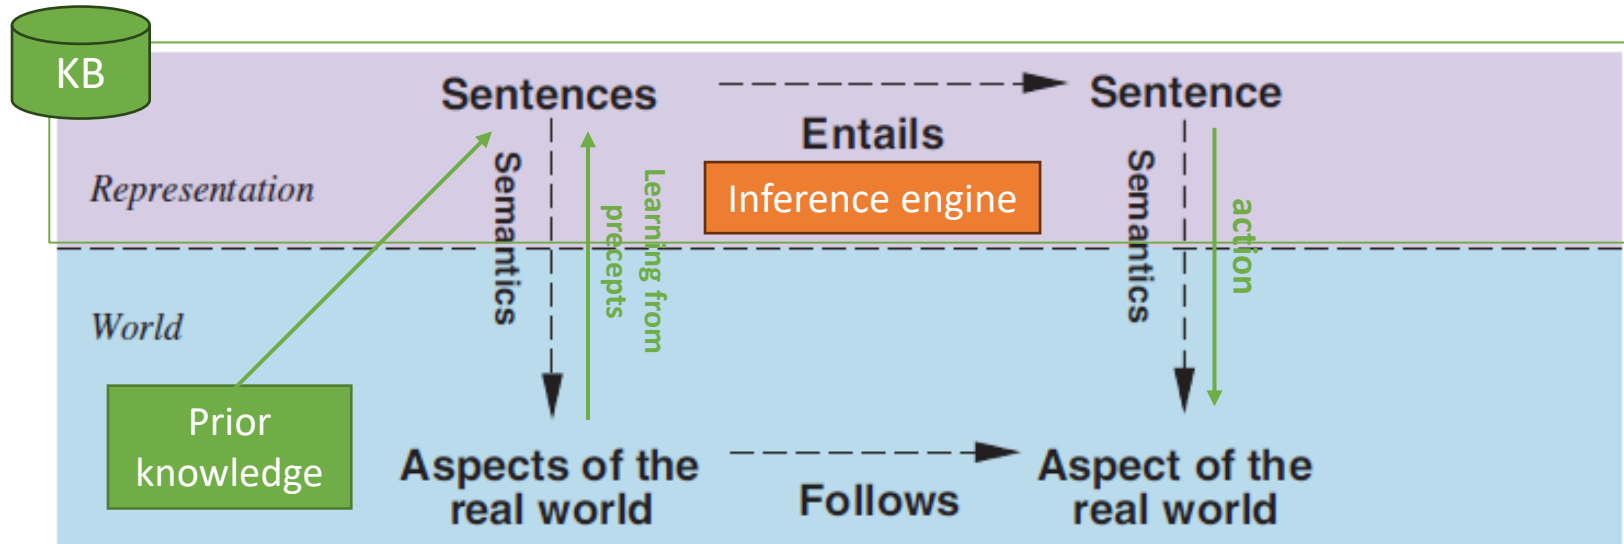 KB
Sentences
Sentence
Entails
Inference engine
Representation
Semantics
Learning from
precepts
Semantics
action
World
Prior
knowledge
Aspects of the
real world
Follows
Aspect of the
real world